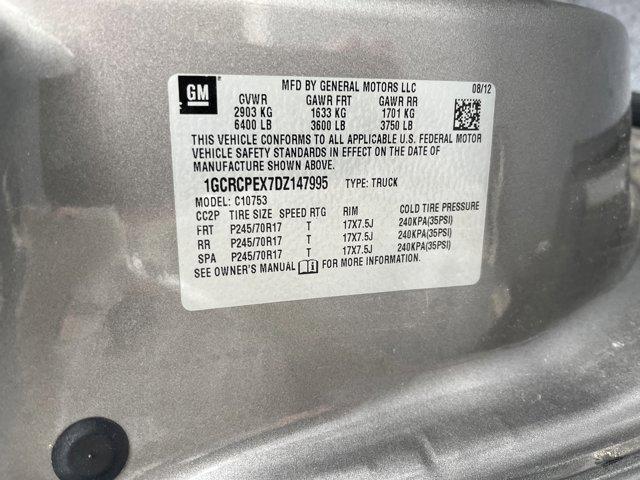 GM
MFD BY GENERAL MOTORS LLC 08/12
GVWR GAWR FRT GAWR RR
2903 KG 1633 KG 1701 KG
6400 LB 3600 LB 3750 LB
THIS VEHICLE CONFORMS TO ALL APPLICABLE U.S. FEDERAL MOTOR
VEHICLE SAFETY STANDARDS IN EFFECT ON THE DATE OF
MANUFACTURE SHOWN ABOVE.
1GCRCPEX7DZ147995 TYPE: TRUCK
MODEL: C10753
CC2P TIRE SIZE SPEED RTG RIM COLD TIRE PRESSURE
FRT P245/70R17 T 17X7.5J 240KPA(35PSI)
RR P245/70R17 T 17X7.5J 240KPA(35PSI)
SPA P245/70R17 T 17X7.5J 240KPA(35PSI)
SEE OWNER'S MANUAL FOR MORE INFORMATION.